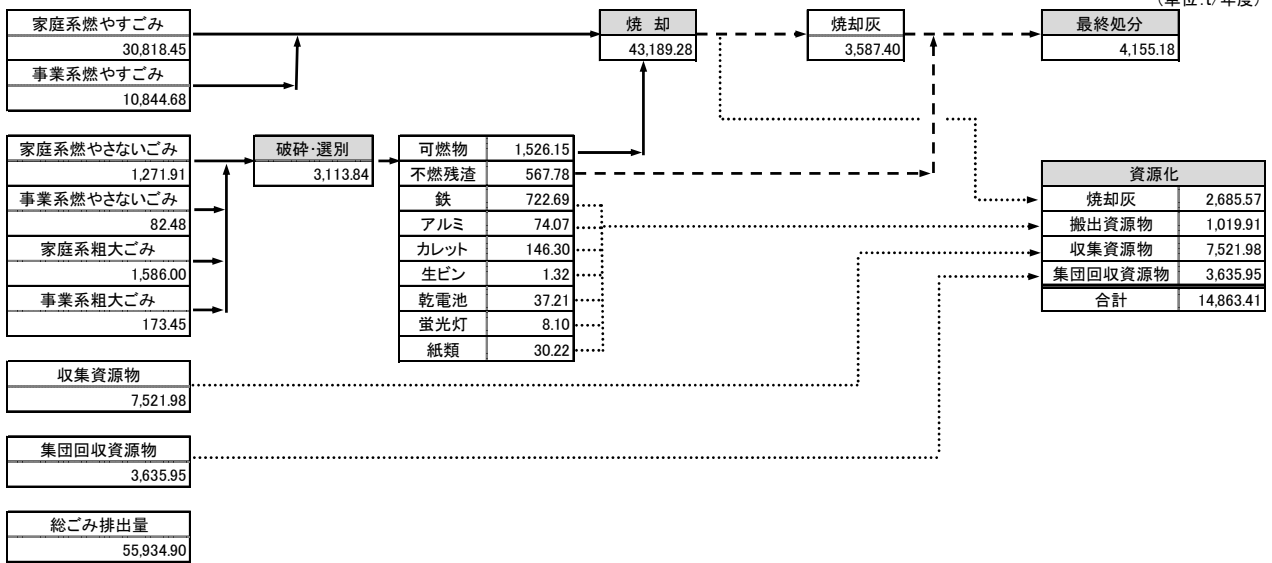 (単位:t/年度)
家庭系燃やすごみ
30,818.45
事業系燃やすごみ
10,844.68
焼 却
43,189.28
焼却灰
3,587.40
最終処分
4,155.18
家庭系燃やさないごみ
1,271.91
事業系燃やさないごみ
82.48
家庭系粗大ごみ
1,586.00
事業系粗大ごみ
173.45
破砕・選別
3,113.84
可燃物 1,526.15
不燃残渣 567.78
鉄 722.69
アルミ 74.07
カレット 146.30
生ビン 1.32
乾電池 37.21
蛍光灯 8.10
紙類 30.22
資源化
焼却灰 2,685.57
搬出資源物 1,019.91
収集資源物 7,521.98
集団回収資源物 3,635.95
合計 14,863.41
収集資源物
7,521.98
集団回収資源物
3,635.95
総ごみ排出量
55,934.90